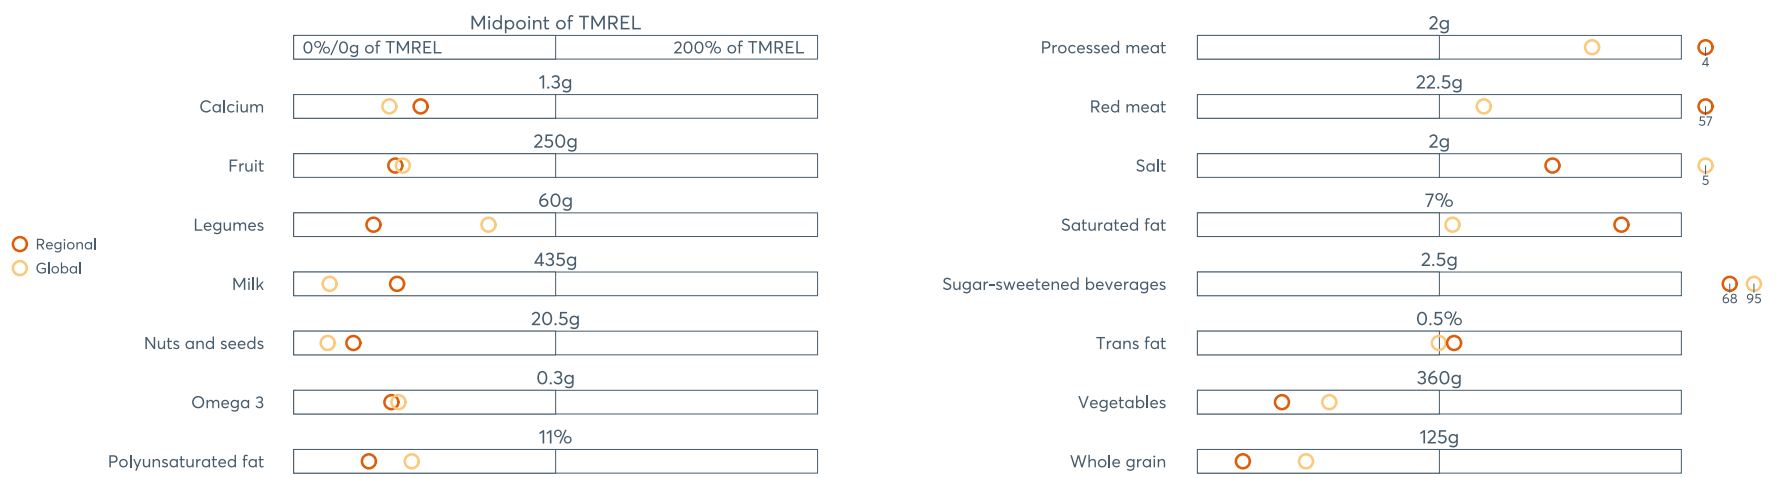 Midpoint of TMREL
0%/0g of TMREL 200% of TMREL
1.3g
Calcium
250g
Fruit
60g
Legumes
435g
Milk
20.5g
Nuts and seeds
0.3g
Omega 3
11%
Polyunsaturated fat
Regional
Global
2g
Processed meat
4
22.5g
Red meat
57
2g
Salt
5
7%
Saturated fat
2.5g
Sugar-sweetened beverages
68 95
0.5%
Trans fat
360g
Vegetables
125g
Whole grain